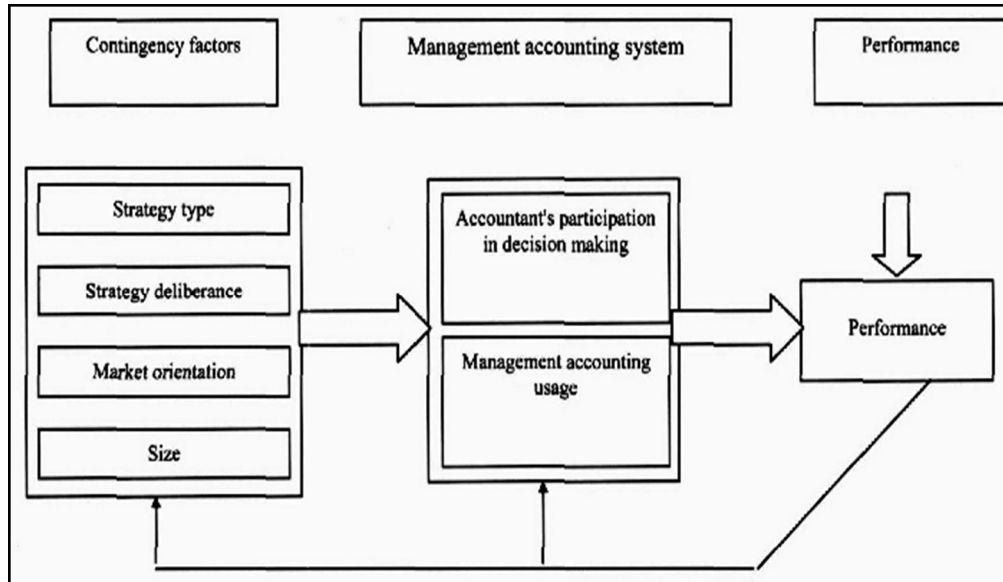 Contingency factors
Management accounting system
Performance
Strategy type
Strategy deliberance
Market orientation
Size
Accountant's participation
in decision making
Management accounting
usage
Performance